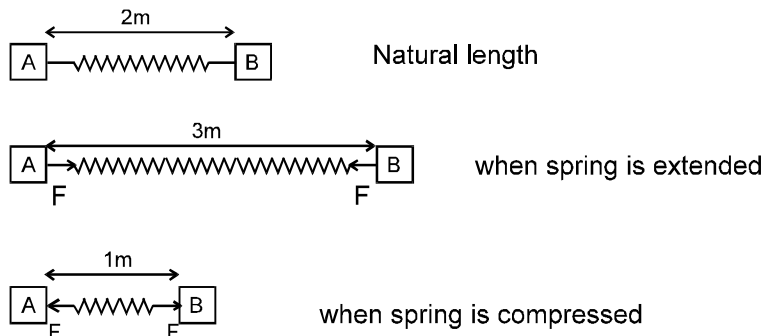 2m
A B Natural length
3m
A B when spring is extended
F F
1m
A B when spring is compressed
F F